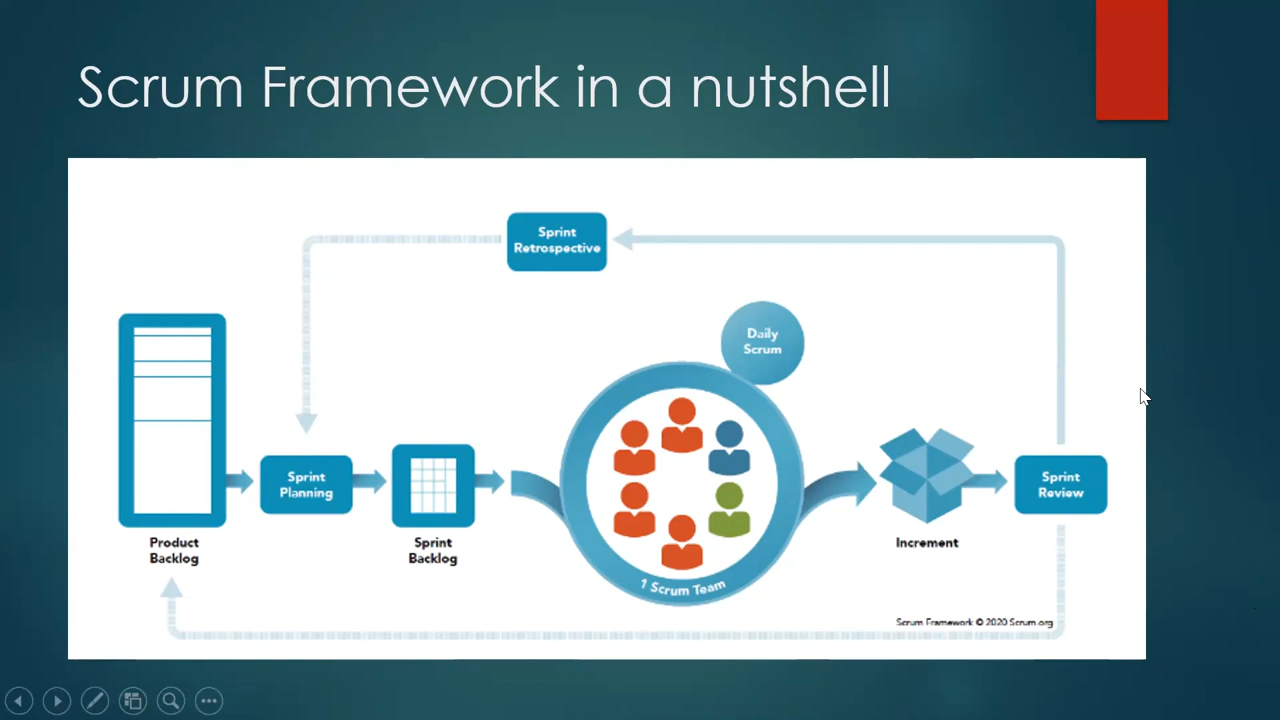 Scrum Framework in a nutshell
Sprint
Retrospective
Daily
Scrum
Sprint
Planning
Sprint
Review
Product
Backlog
Sprint
Backlog
Increment
1 Scrum Team
Scrum Framework © 2020 Scrum.org